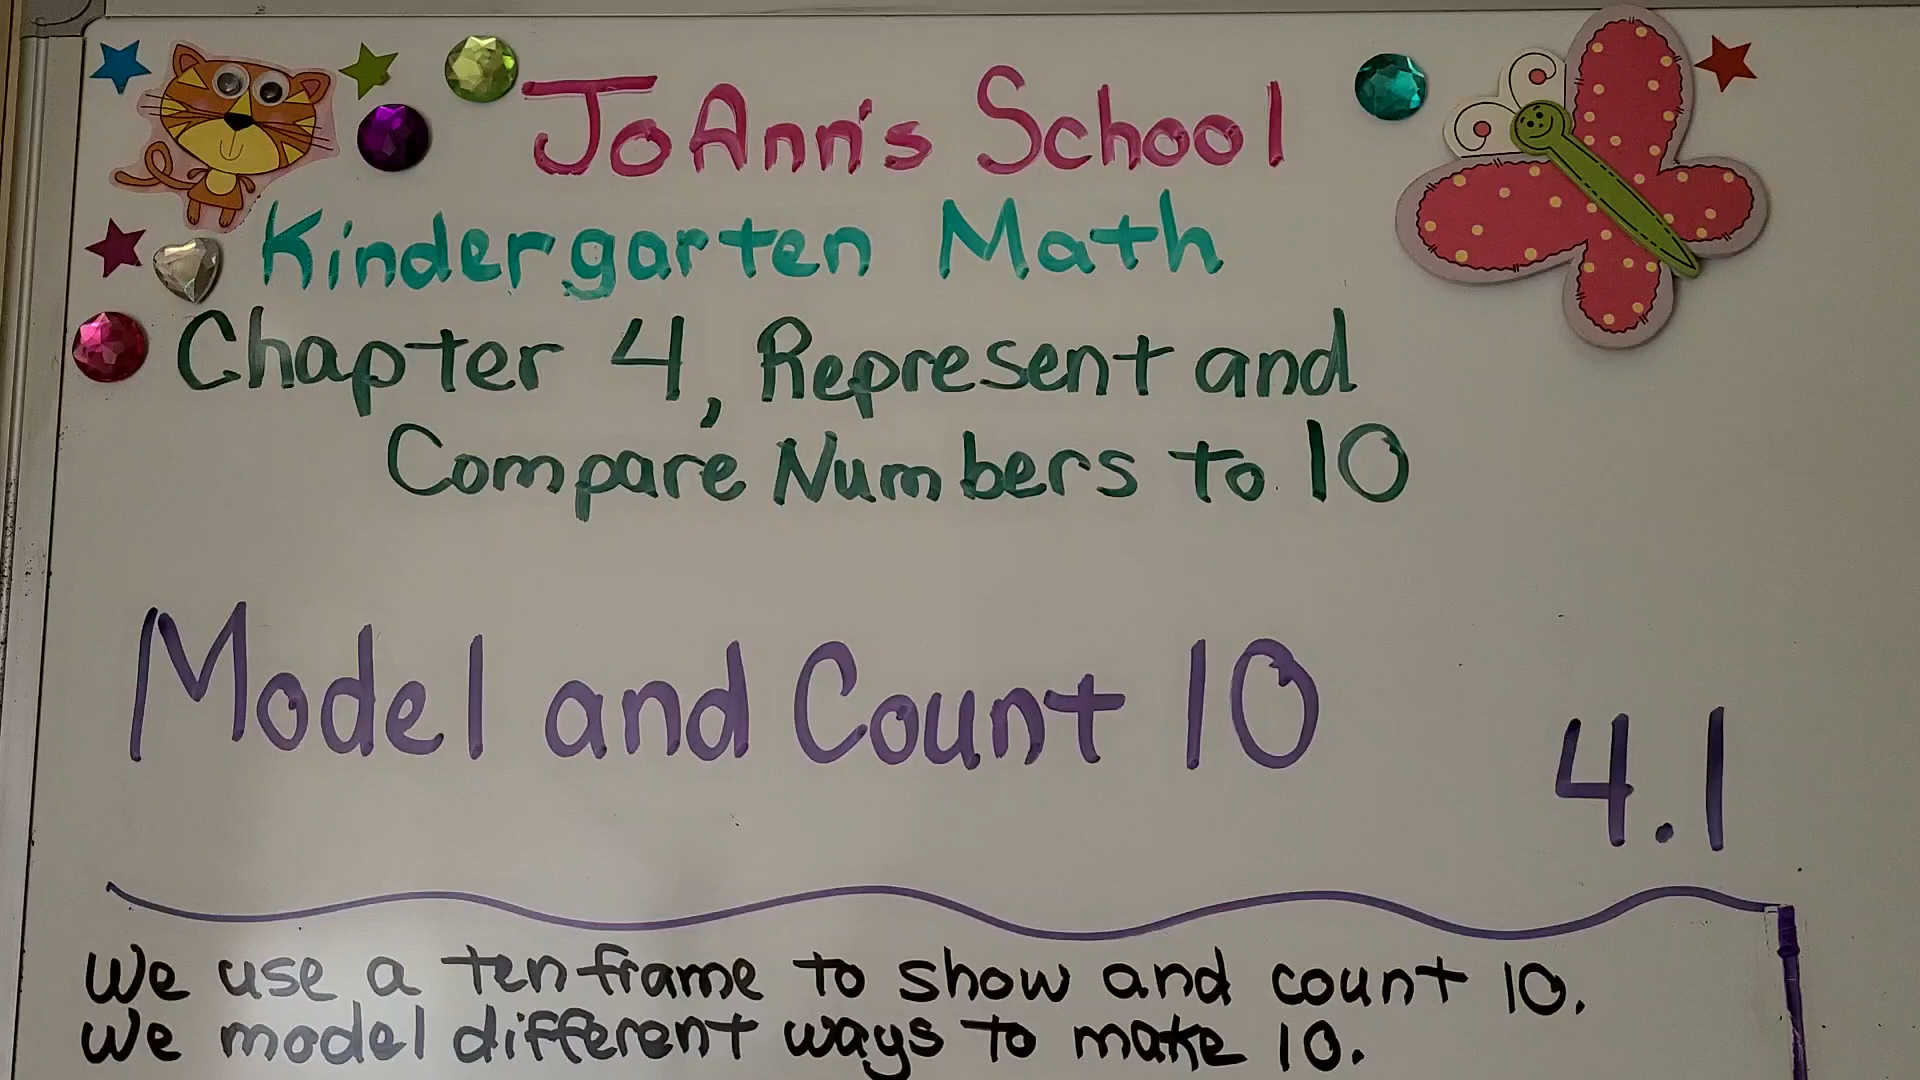 JoAnn's School
Kindergarten Math
Chapter 4, Represent and
Compare Numbers to 10
Model and Count 10
4.1
We use a ten frame to show and count 10.
We model different ways to make 10.